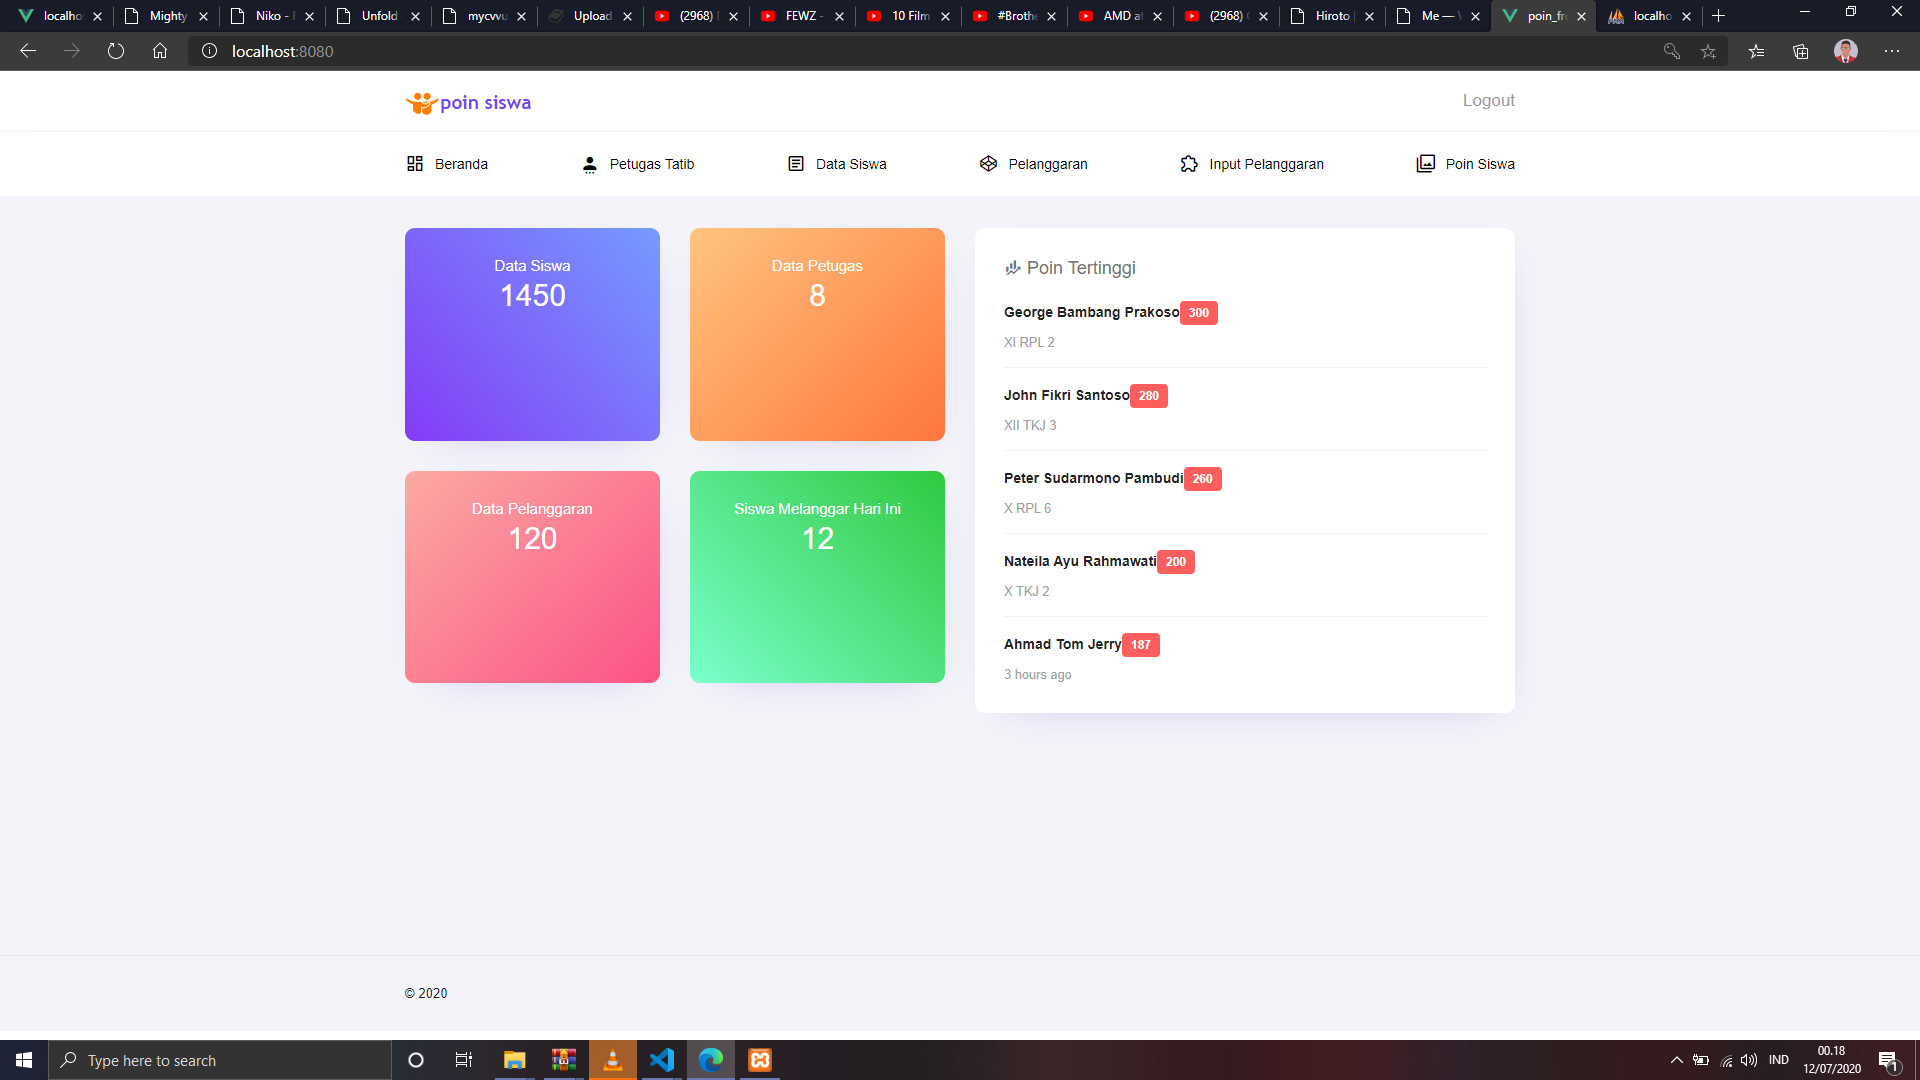 localho
Mighty
Niko - 
Unfold
mycvvu
Upload
(2968)
FEWZ -
10 Film
#Brothe
AMD a
(2968)
Hiroto
Me —
poin_fr
localho
localhost:8080
poin siswa
Logout
Beranda
Petugas Tatib
Data Siswa
Pelanggaran
Input Pelanggaran
Poin Siswa
Data Siswa
1450
Data Petugas
8
Data Pelanggaran
120
Siswa Melanggar Hari Ini
12
Poin Tertinggi
George Bambang Prakoso 300
XI RPL 2
John Fikri Santoso 280
XII TKJ 3
Peter Sudarmono Pambudi 260
X RPL 6
Nateila Ayu Rahmawati 200
X TKJ 2
Ahmad Tom Jerry 187
3 hours ago
© 2020
Type here to search
IND
00.18
12/07/2020
1